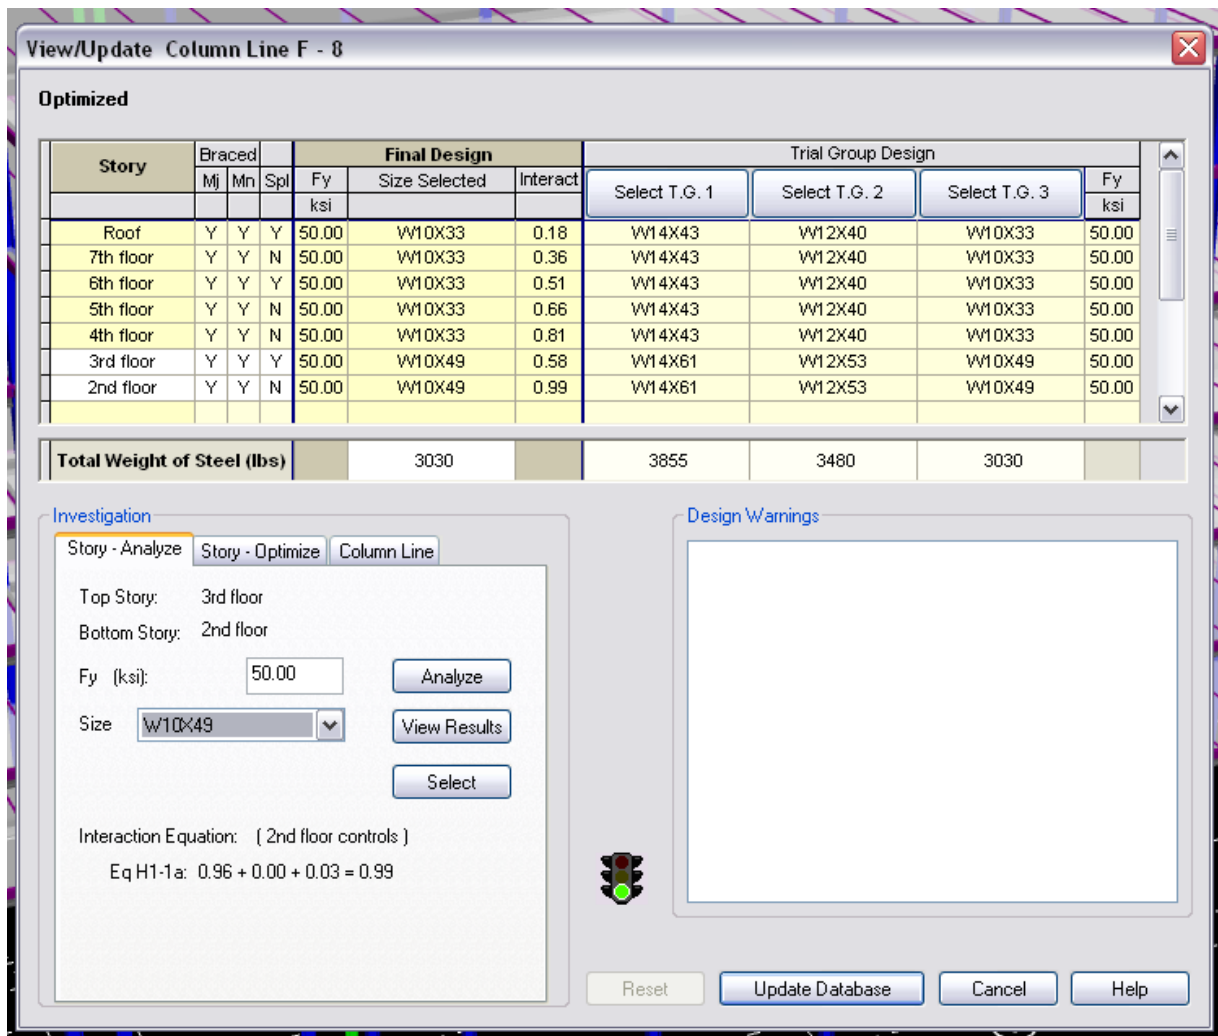 View/Update Column Line F - 8
Optimized
Story Braced Final Design Trial Group Design
Mj Mn Spl Fy Size Selected Interact Select T.G. 1 Select T.G. 2 Select T.G. 3 Fy
ksi ksi
Roof Y Y Y 50.00 W10X33 0.18 W14X43 W12X40 W10X33 50.00
7th floor Y Y N 50.00 W10X33 0.36 W14X43 W12X40 W10X33 50.00
6th floor Y Y Y 50.00 W10X33 0.51 W14X43 W12X40 W10X33 50.00
5th floor Y Y N 50.00 W10X33 0.66 W14X43 W12X40 W10X33 50.00
4th floor Y Y N 50.00 W10X33 0.81 W14X43 W12X40 W10X33 50.00
3rd floor Y Y Y 50.00 W10X49 0.58 W14X61 W12X53 W10X49 50.00
2nd floor Y Y N 50.00 W10X49 0.99 W14X61 W12X53 W10X49 50.00
Total Weight of Steel (lbs) 3030 3855 3480 3030
Investigation
Story - Analyze Story - Optimize Column Line
Top Story: 3rd floor
Bottom Story: 2nd floor
Fy (ksi): 50.00 Analyze
Size W10X49 View Results
Select
Interaction Equation: ( 2nd floor controls )
Eq H1-1a: 0.96 + 0.00 + 0.03 = 0.99
Design Warnings
Reset Update Database Cancel Help